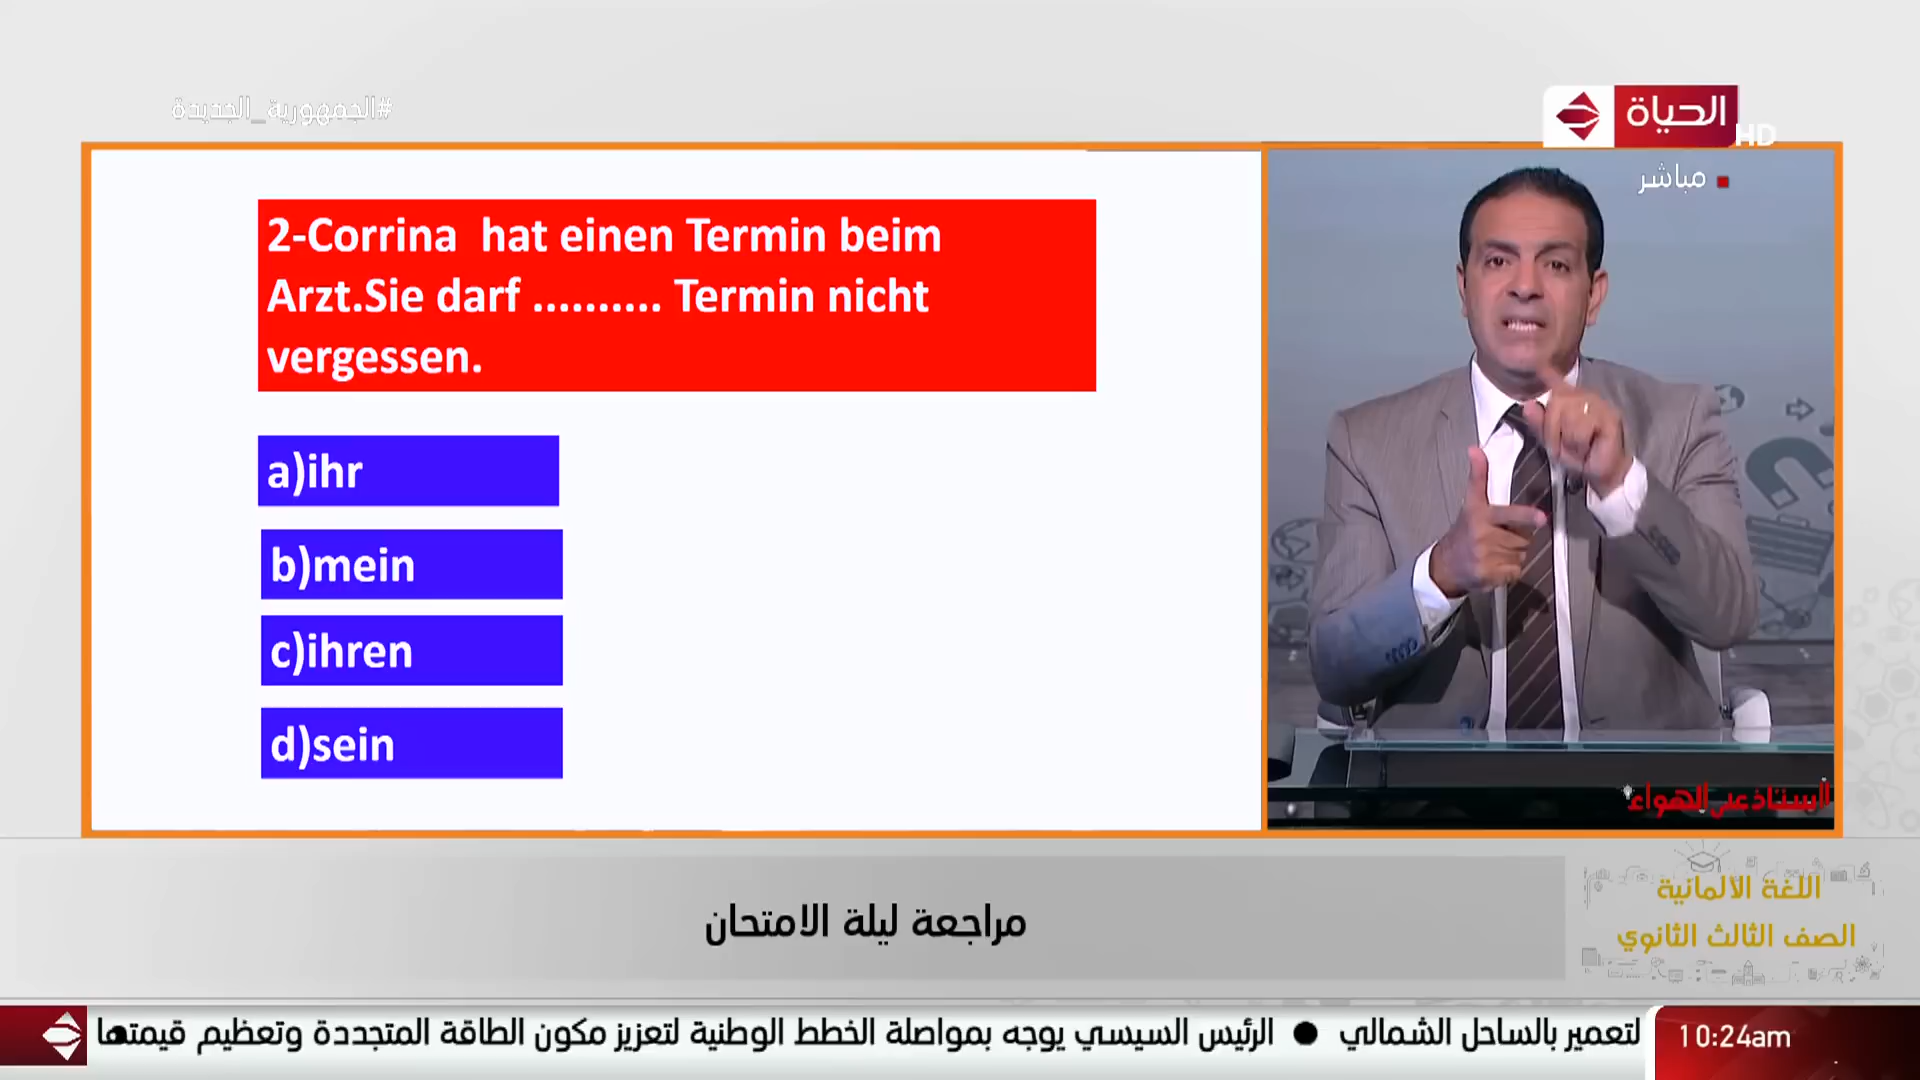 #الجمهورية_الجديدة
الحياة
HD
مباشر
2-Corrina hat einen Termin beim
Arzt.Sie darf .......... Termin nicht
vergessen.
a)ihr
b)mein
c)ihren
d)sein
أستاذ على الهواء
مراجعة ليلة الامتحان
اللغة الألمانية
الصف الثالث الثانوي
لتعمير بالساحل الشمالي ● الرئيس السيسي يوجه بمواصلة الخطط الوطنية لتعزيز مكون الطاقة المتجددة وتعظيم قيمتها
10:24am